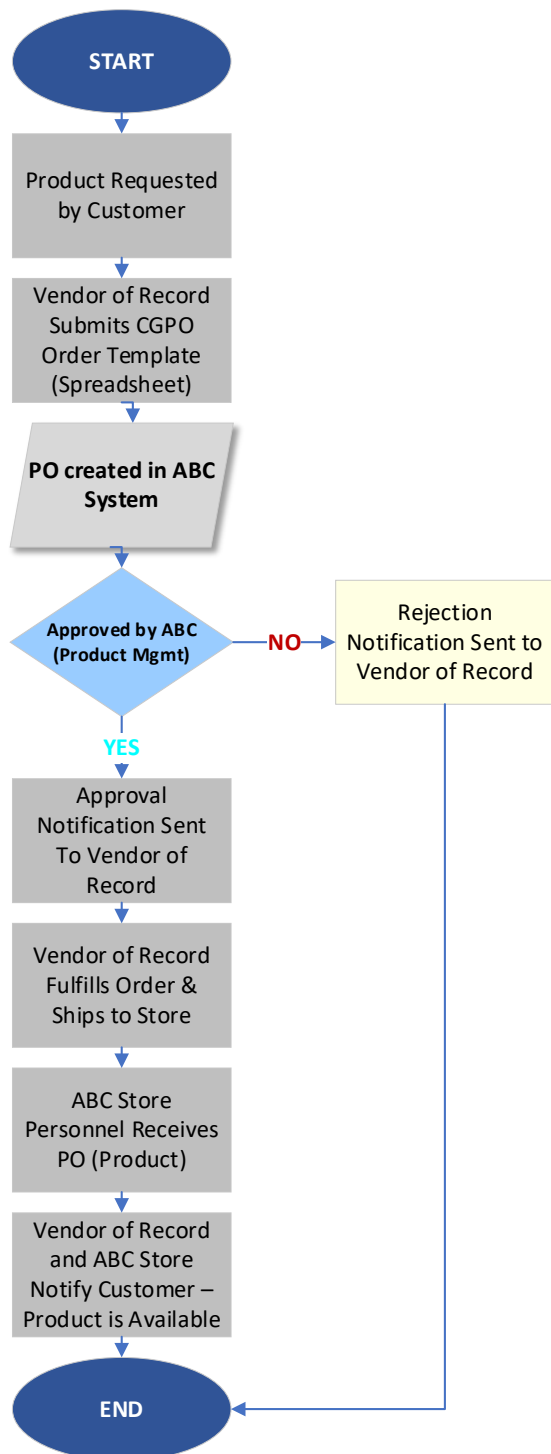 START
Product Requested
by Customer
Vendor of Record
Submits CGPO
Order Template
(Spreadsheet)
PO created in ABC
System
Approved by ABC
(Product Mgmt)
NO
Rejection
Notification Sent to
Vendor of Record
YES
Approval
Notification Sent
To Vendor of
Record
Vendor of Record
Fulfills Order &
Ships to Store
ABC Store
Personnel Receives
PO (Product)
Vendor of Record
and ABC Store
Notify Customer –
Product is Available
END